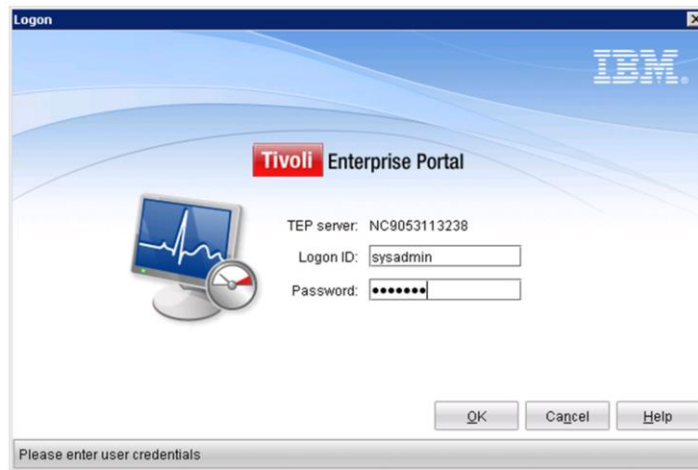 Logon
IBM.
Tivoli Enterprise Portal
TEP server: NC9053113238
Logon ID: sysadmin
Password: •••••••
OK Cancel Help
Please enter user credentials